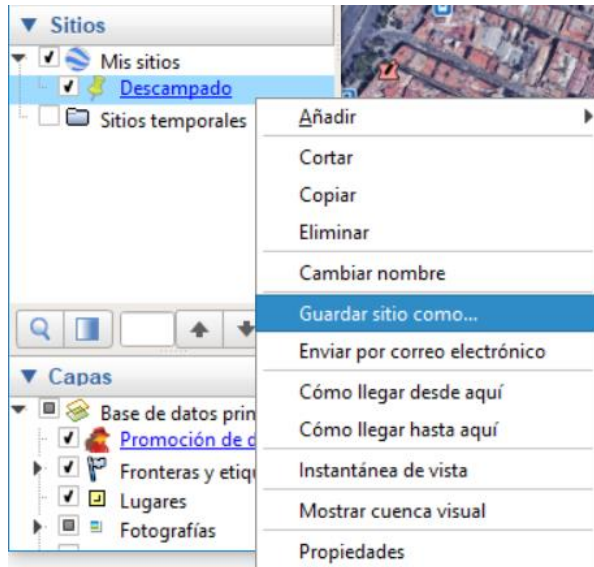 Sitios
Mis sitios
Descampado
Sitios temporales
Añadir
Cortar
Copiar
Eliminar
Cambiar nombre
Guardar sitio como...
Enviar por correo electrónico
Cómo llegar desde aquí
Cómo llegar hasta aquí
Instantánea de vista
Mostrar cuenca visual
Propiedades
Capas
Base de datos prin
Promoción de d
Fronteras y etiqu
Lugares
Fotografías